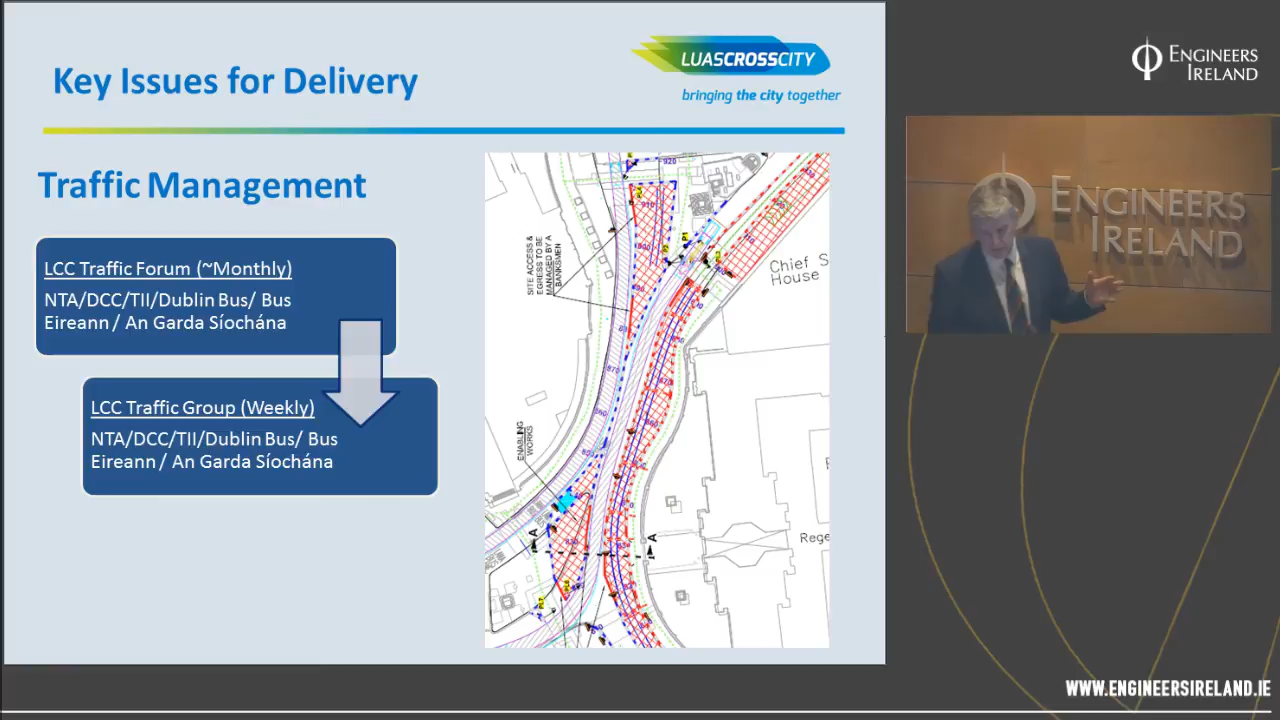 Key Issues for Delivery
LUASCROSSCITY
bringing the city together
Traffic Management
LCC Traffic Forum (~Monthly)
NTA/DCC/TII/Dublin Bus/ Bus
Eireann / An Garda Síochána
LCC Traffic Group (Weekly)
NTA/DCC/TII/Dublin Bus/ Bus
Eireann / An Garda Síochána
SITE ACCESS &
EGRESS TO BE
MANAGED BY A
BANKSMEN
Chief S
House
ENABLING
WORKS
A
A
Rege
ENGINEERS
IRELAND
ENGINEERS
IRELAND
WWW.ENGINEERSIRELAND.IE